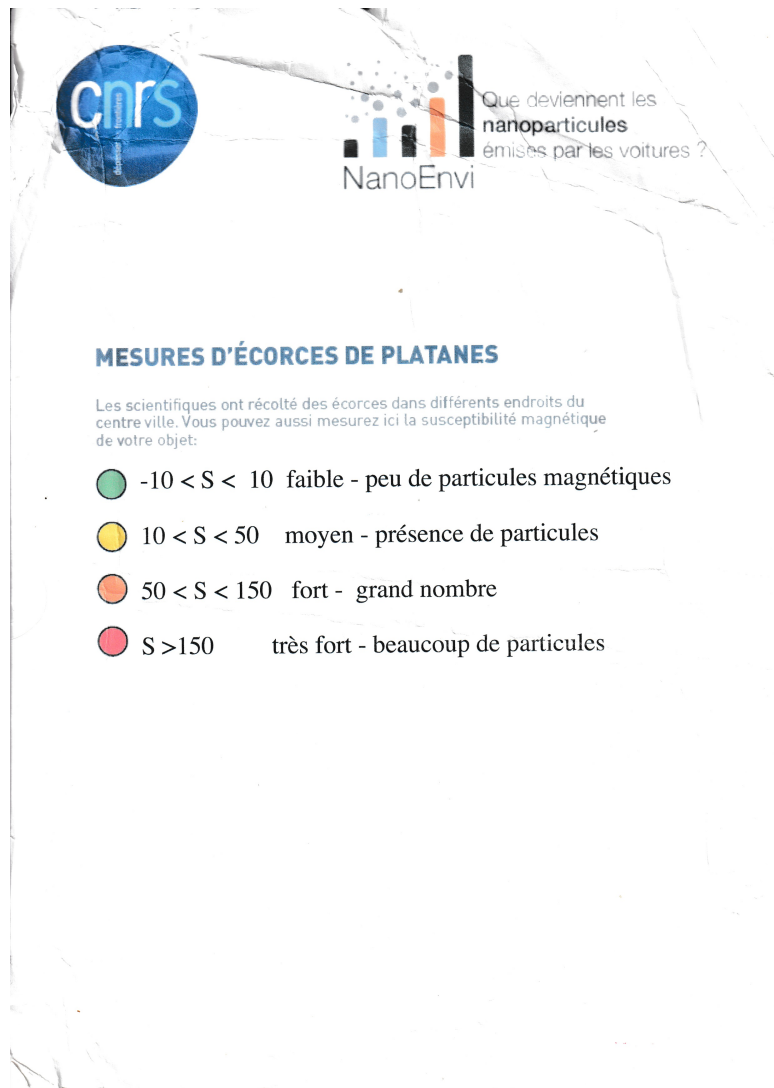 cnrs
dépasser les frontières
NanoEnvi
Que deviennent les
nanoparticules
émises par les voitures ?
MESURES D'ÉCORCES DE PLATANES
Les scientifiques ont récolté des écorces dans différents endroits du
centre ville. Vous pouvez aussi mesurez ici la susceptibilité magnétique
de votre objet:
-10 < S < 10 faible - peu de particules magnétiques
10 < S < 50 moyen - présence de particules
50 < S < 150 fort - grand nombre
S >150 très fort - beaucoup de particules